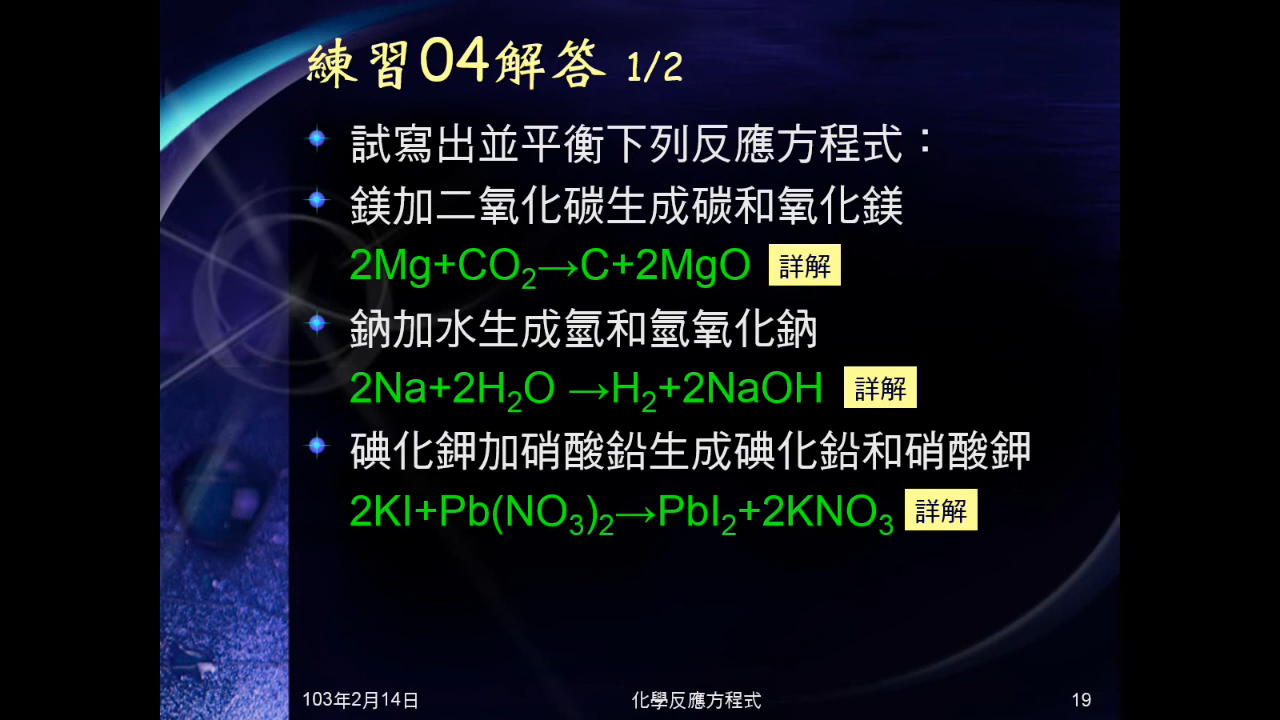 練習04解答 1/2
試寫出並平衡下列反應方程式：
鎂加二氧化碳生成碳和氧化鎂
2Mg+CO₂→C+2MgO 詳解
鈉加水生成氫和氫氧化鈉
2Na+2H₂O →H₂+2NaOH 詳解
碘化鉀加硝酸鉛生成碘化鉛和硝酸鉀
2KI+Pb(NO₃)₂→PbI₂+2KNO₃ 詳解
103年2月14日 化學反應方程式 19